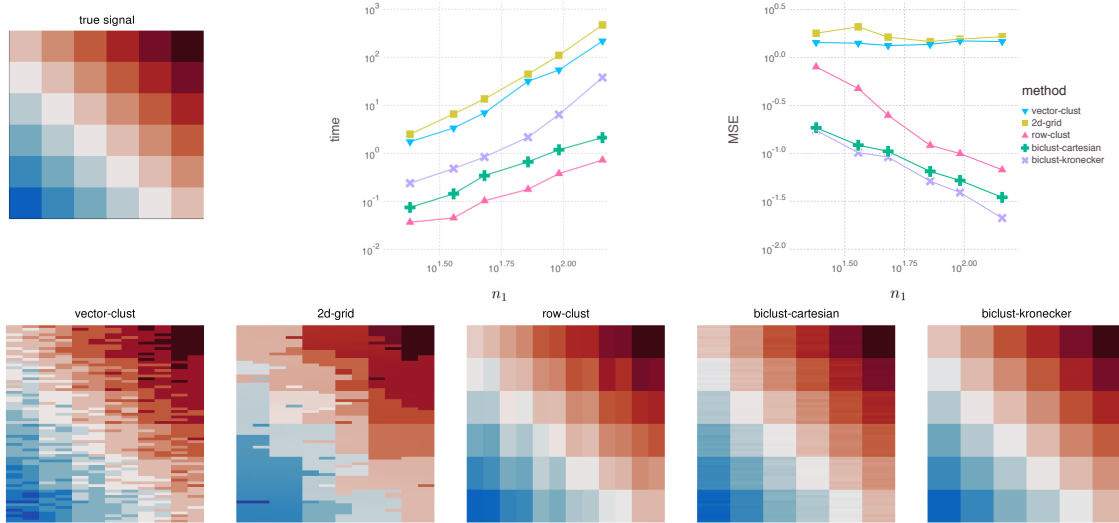 true signal
10^3
10^2
10^1
10^0
10^-1
10^-2
time
10^1.50
10^1.75
10^2.00
n_1
10^0.5
10^0.0
10^-0.5
10^-1.0
10^-1.5
10^-2.0
MSE
10^1.50
10^1.75
10^2.00
n_1
method
vector-clust
2d-grid
row-clust
biclust-cartesian
biclust-kronecker
vector-clust
2d-grid
row-clust
biclust-cartesian
biclust-kronecker